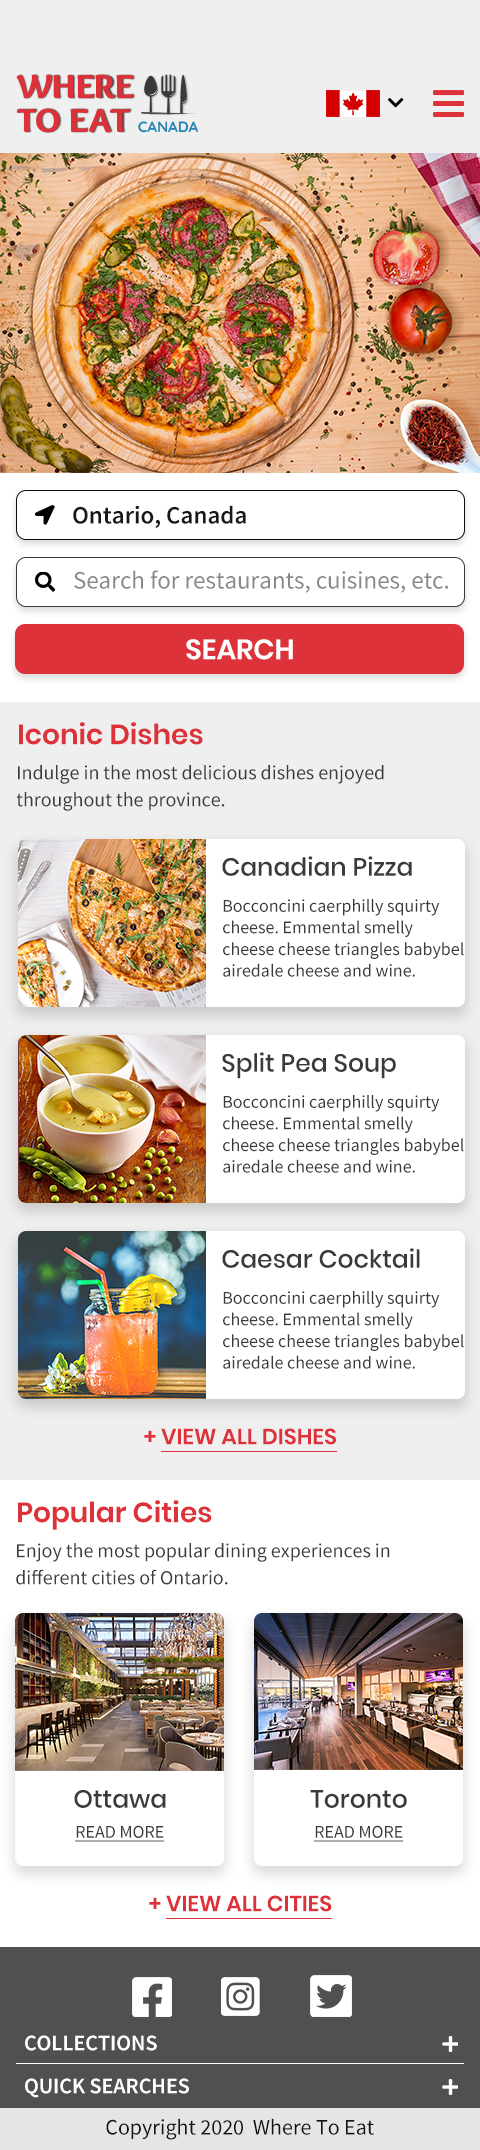 WHERE
TO EAT CANADA
Ontario, Canada
Search for restaurants, cuisines, etc.
SEARCH
Iconic Dishes
Indulge in the most delicious dishes enjoyed
throughout the province.
Canadian Pizza
Bocconcini caerphilly squirty
cheese. Emmental smelly
cheese cheese triangles babybel
airedale cheese and wine.
Split Pea Soup
Bocconcini caerphilly squirty
cheese. Emmental smelly
cheese cheese triangles babybel
airedale cheese and wine.
Caesar Cocktail
Bocconcini caerphilly squirty
cheese. Emmental smelly
cheese cheese triangles babybel
airedale cheese and wine.
+ VIEW ALL DISHES
Popular Cities
Enjoy the most popular dining experiences in
different cities of Ontario.
Ottawa
READ MORE
Toronto
READ MORE
+ VIEW ALL CITIES
COLLECTIONS +
QUICK SEARCHES +
Copyright 2020 Where To Eat